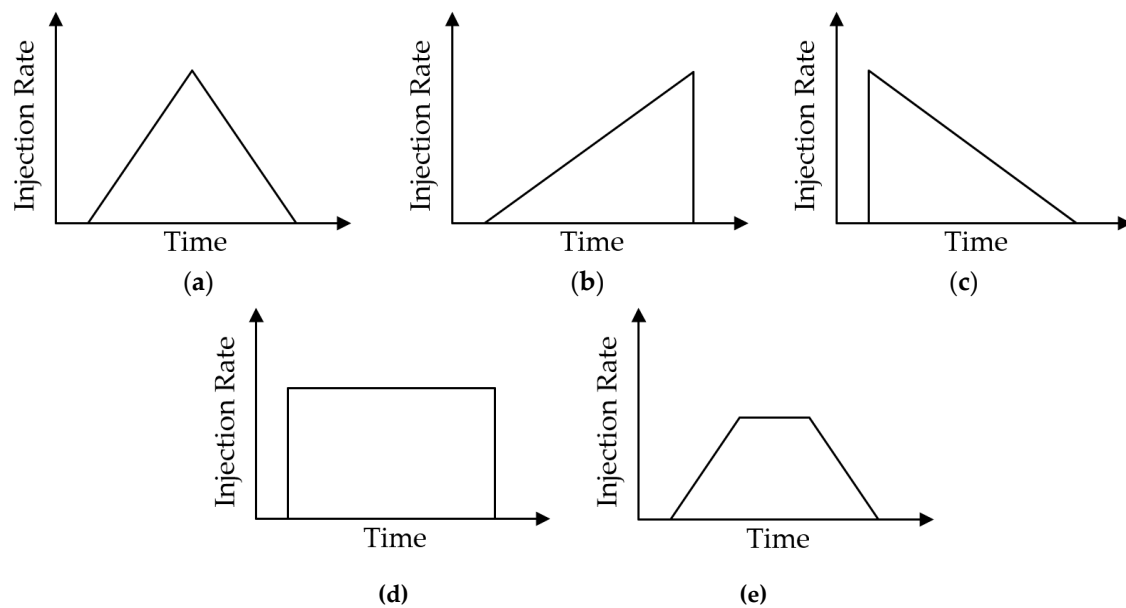 Injection Rate
Time
(a)
Injection Rate
Time
(b)
Injection Rate
Time
(c)
Injection Rate
Time
(d)
Injection Rate
Time
(e)